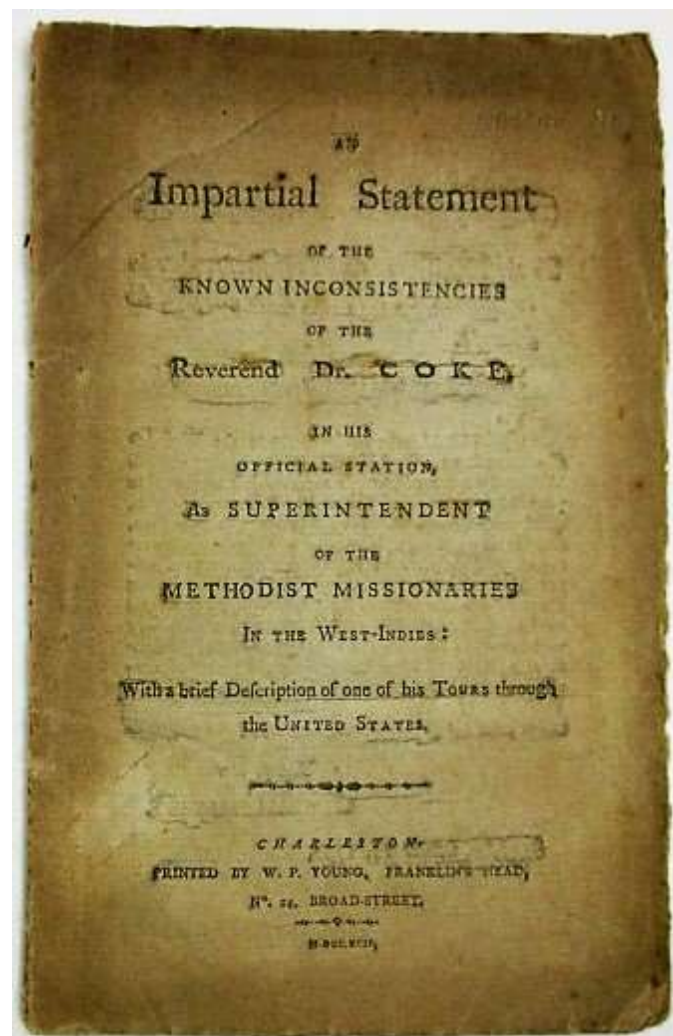 AN
Impartial Statement
OF THE
KNOWN INCONSISTENCIES
OF THE
Reverend Dr. COKE,
IN HIS
OFFICIAL STATION,
As SUPERINTENDENT
OF THE
METHODIST MISSIONARIES
IN THE WEST-INDIES:
With a brief Deſcription of one of his TOURS through
the UNITED STATES.
CHARLESTON:
PRINTED BY W. P. YOUNG, FRANKLIN'S HEAD,
No. BROAD-STREET.